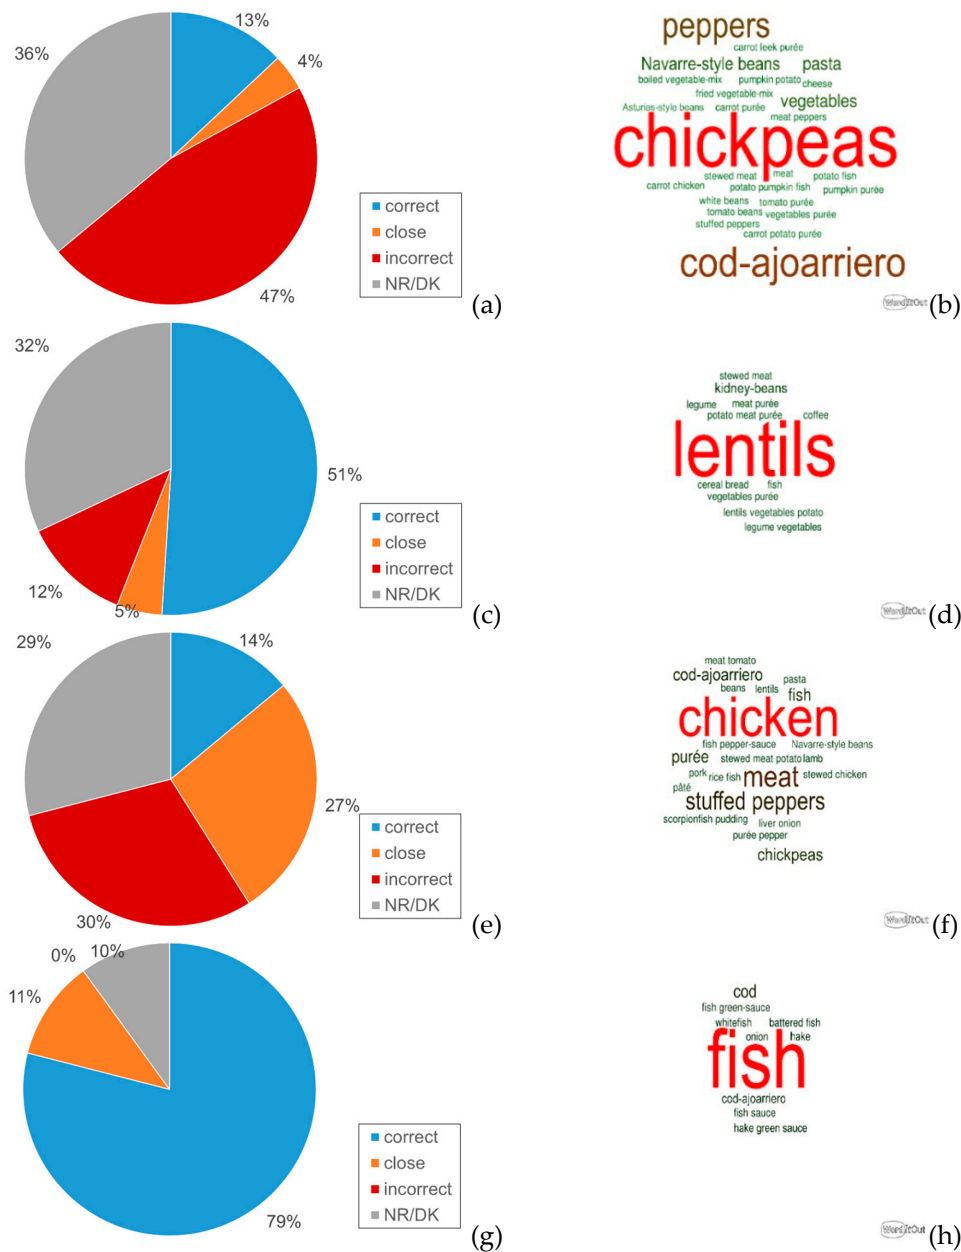 13%
4%
47%
36%
correct
close
incorrect
NR/DK
(a)
peppers
carrot leek purée
Navarre-style beans pasta
boiled vegetable-mix pumpkin potato cheese
fried vegetable-mix vegetables
Asturias-style beans carrot purée
meat peppers
chickpeas
stewed meat meat potato fish
carrot chicken potato pumpkin fish pumpkin purée
white beans tomato purée
tomato beans vegetables purée
stuffed peppers
carrot potato purée
cod-ajoarriero
WordItOut
(b)
32%
51%
12%
5%
correct
close
incorrect
NR/DK
(c)
stewed meat
kidney-beans
legume meat purée
potato meat purée coffee
lentils
cereal bread fish
vegetables purée
lentils vegetables potato
legume vegetables
WordItOut
(d)
29%
14%
27%
30%
correct
close
incorrect
NR/DK
(e)
meat tomato
cod-ajoarriero pasta
beans lentils fish
chicken
fish pepper-sauce Navarre-style beans
purée stewed meat potato lamb
pork rice fish meat stewed chicken
pâté
stuffed peppers
scorpionfish pudding liver onion
purée pepper
chickpeas
WordItOut
(f)
0% 10%
11%
79%
correct
close
incorrect
NR/DK
(g)
cod
fish green-sauce
whitefish battered fish
onion hake
fish
cod-ajoarriero
fish sauce
hake green sauce
WordItOut
(h)